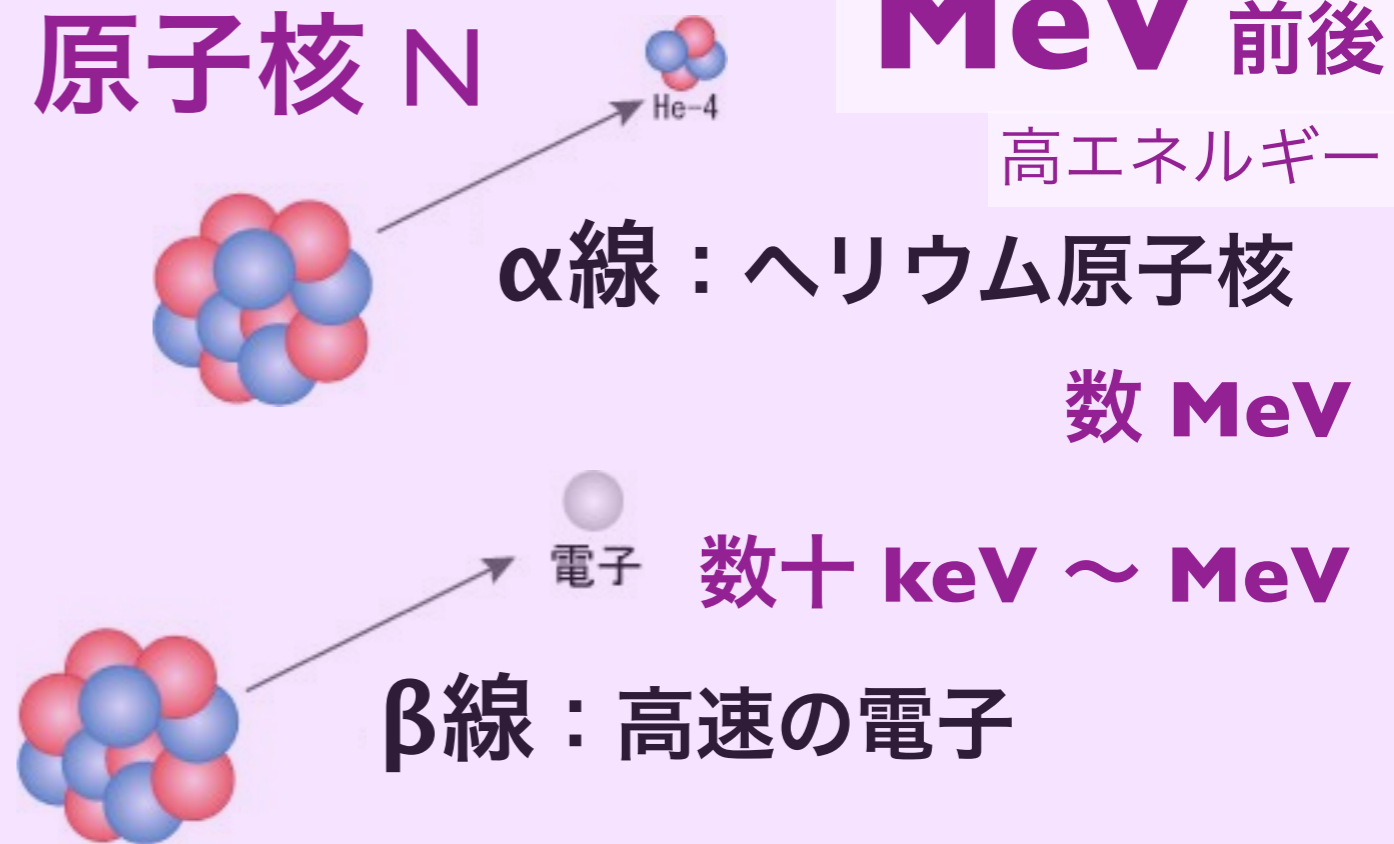 原子核 N
MeV 前後
He-4
高エネルギー
α線：ヘリウム原子核
数 MeV
電子
数十 keV 〜 MeV
β線：高速の電子